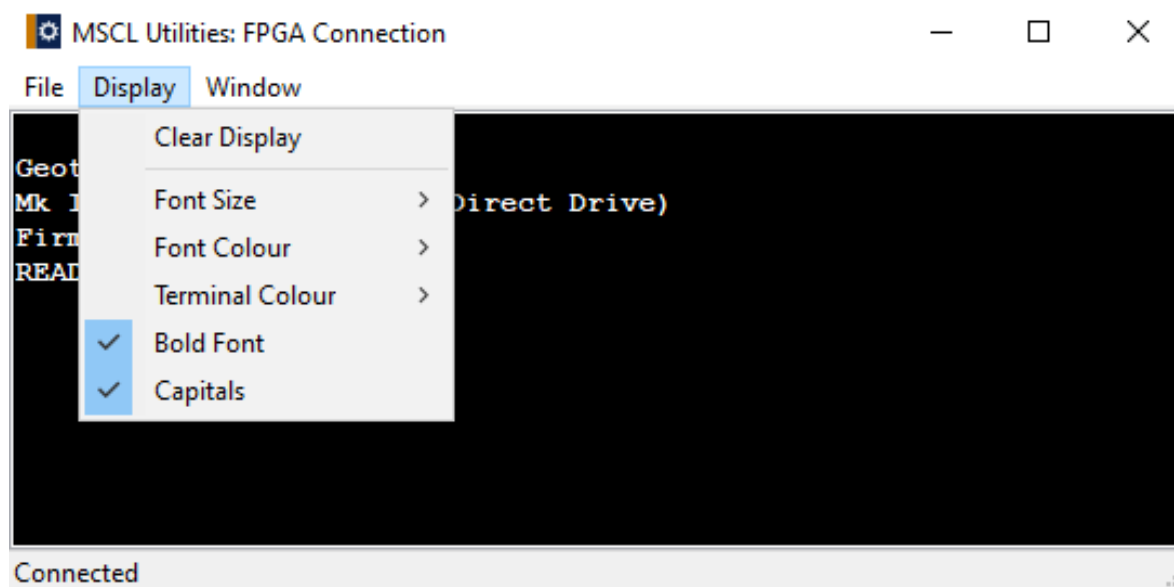 MSCL Utilities: FPGA Connection
File Display Window
Clear Display
Geot
Font Size
Mk Direct Drive)
Font Colour
Firm
READ
Terminal Colour
Bold Font
Capitals
Connected